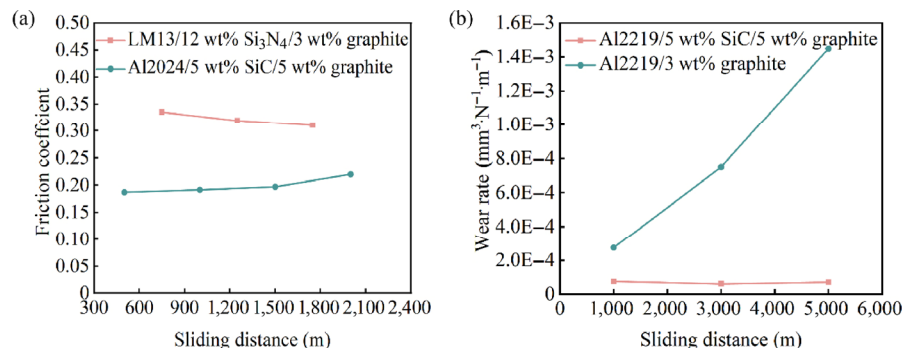 (a)
0.50
0.45
0.40
0.35
0.30
0.25
0.20
0.15
0.10
0.05
0
Friction coeffcient
LM13/12 wt% Si₃N₄/3 wt% graphite
Al2024/5 wt% SiC/5 wt% graphite
300 600 900 1,200 1,500 1,800 2,100 2,400
Sliding distance (m)
(b)
1.6E−3
1.4E−3
1.2E−3
1.0E−3
8.0E−4
6.0E−4
4.0E−4
2.0E−4
0
Wear rate (mm³·N⁻¹·m⁻¹)
Al2219/5 wt% SiC/5 wt% graphite
Al2219/3 wt% graphite
0 1,000 2,000 3,000 4,000 5,000 6,000
Sliding distance (m)